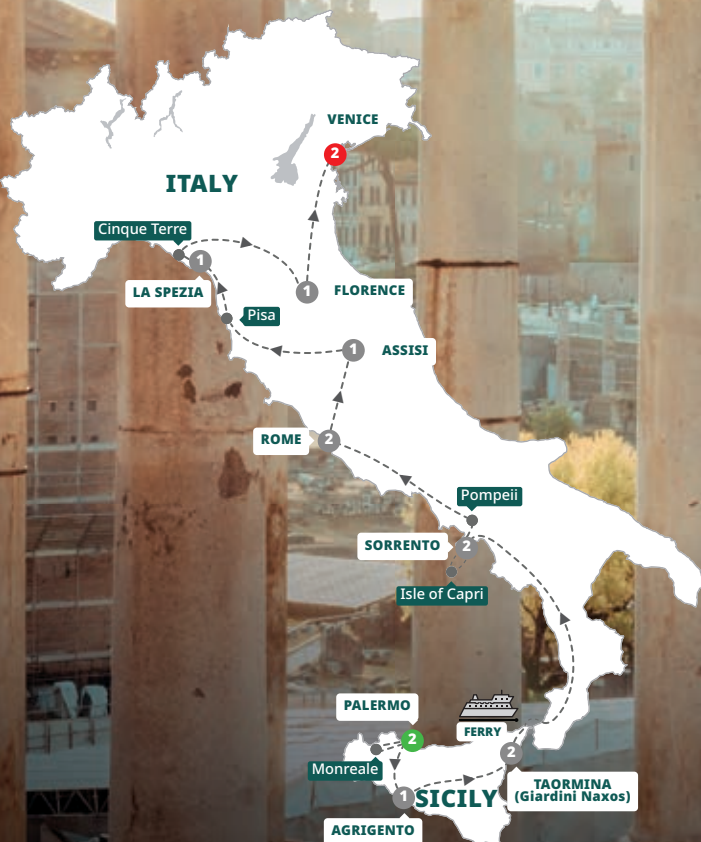 VENICE
2
ITALY
Cinque Terre
1
LA SPEZIA
1
FLORENCE
Pisa
1
ASSISI
ROME
2
Pompeii
SORRENTO
2
Isle of Capri
PALERMO
2
FERRY
2
Monreale
TAORMINA
(Giardini Naxos)
1
SICILY
AGRIGENTO